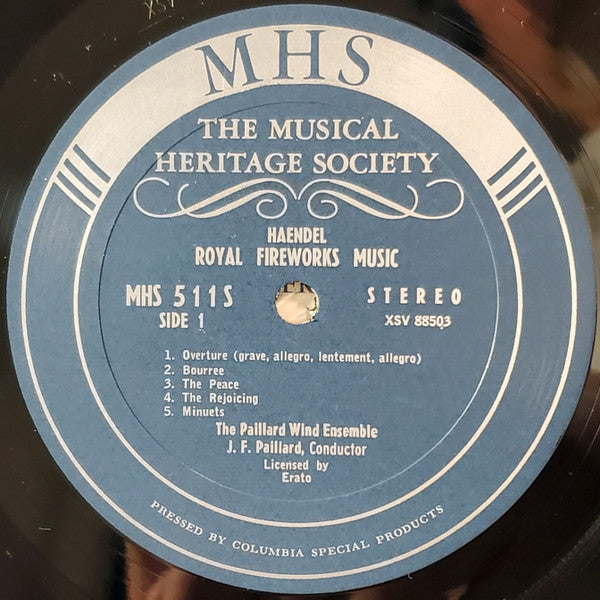 XSV
MHS
THE MUSICAL
HERITAGE SOCIETY
HAENDEL
ROYAL FIREWORKS MUSIC
MHS 511S
STEREO
SIDE 1
XSV 88503
1. Overture (grave, allegro, lentement, allegro)
2. Bourree
3. The Peace
4. The Rejoicing
5. Minuets
The Paillard Wind Ensemble
J. F. Paillard, Conductor
Licensed by
Erato
PRESSED BY COLUMBIA SPECIAL PRODUCTS